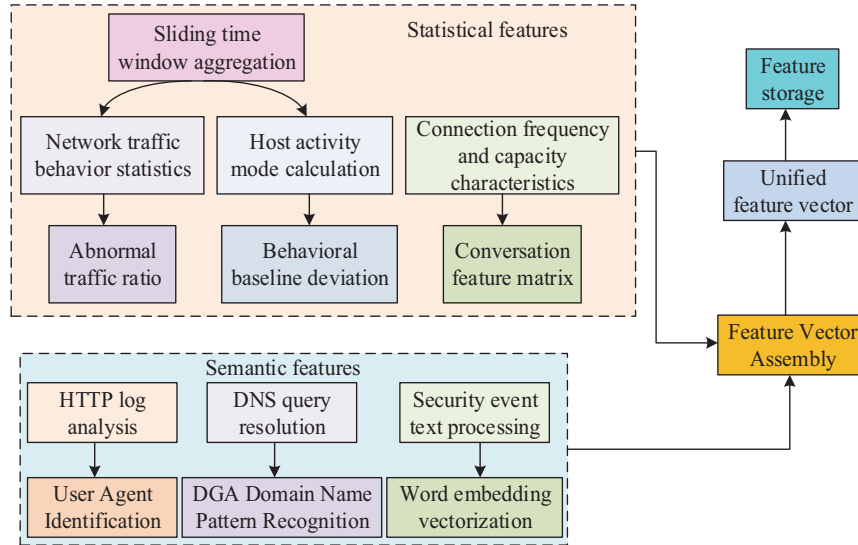 Sliding time
window aggregation
Statistical features
Network traffic
behavior statistics
Host activity
mode calculation
Connection frequency
and capacity
characteristics
Abnormal
traffic ratio
Behavioral
baseline deviation
Conversation
feature matrix
Feature
storage
Unified
feature vector
Feature Vector
Assembly
Semantic features
HTTP log
analysis
DNS query
resolution
Security event
text processing
User Agent
Identification
DGA Domain Name
Pattern Recognition
Word embedding
vectorization